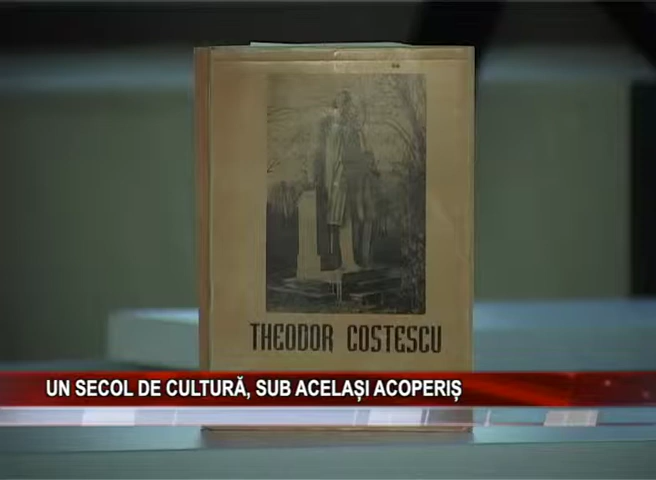 THEODOR COSTESCU
UN SECOL DE CULTURĂ, SUB ACELAȘI ACOPERIȘ